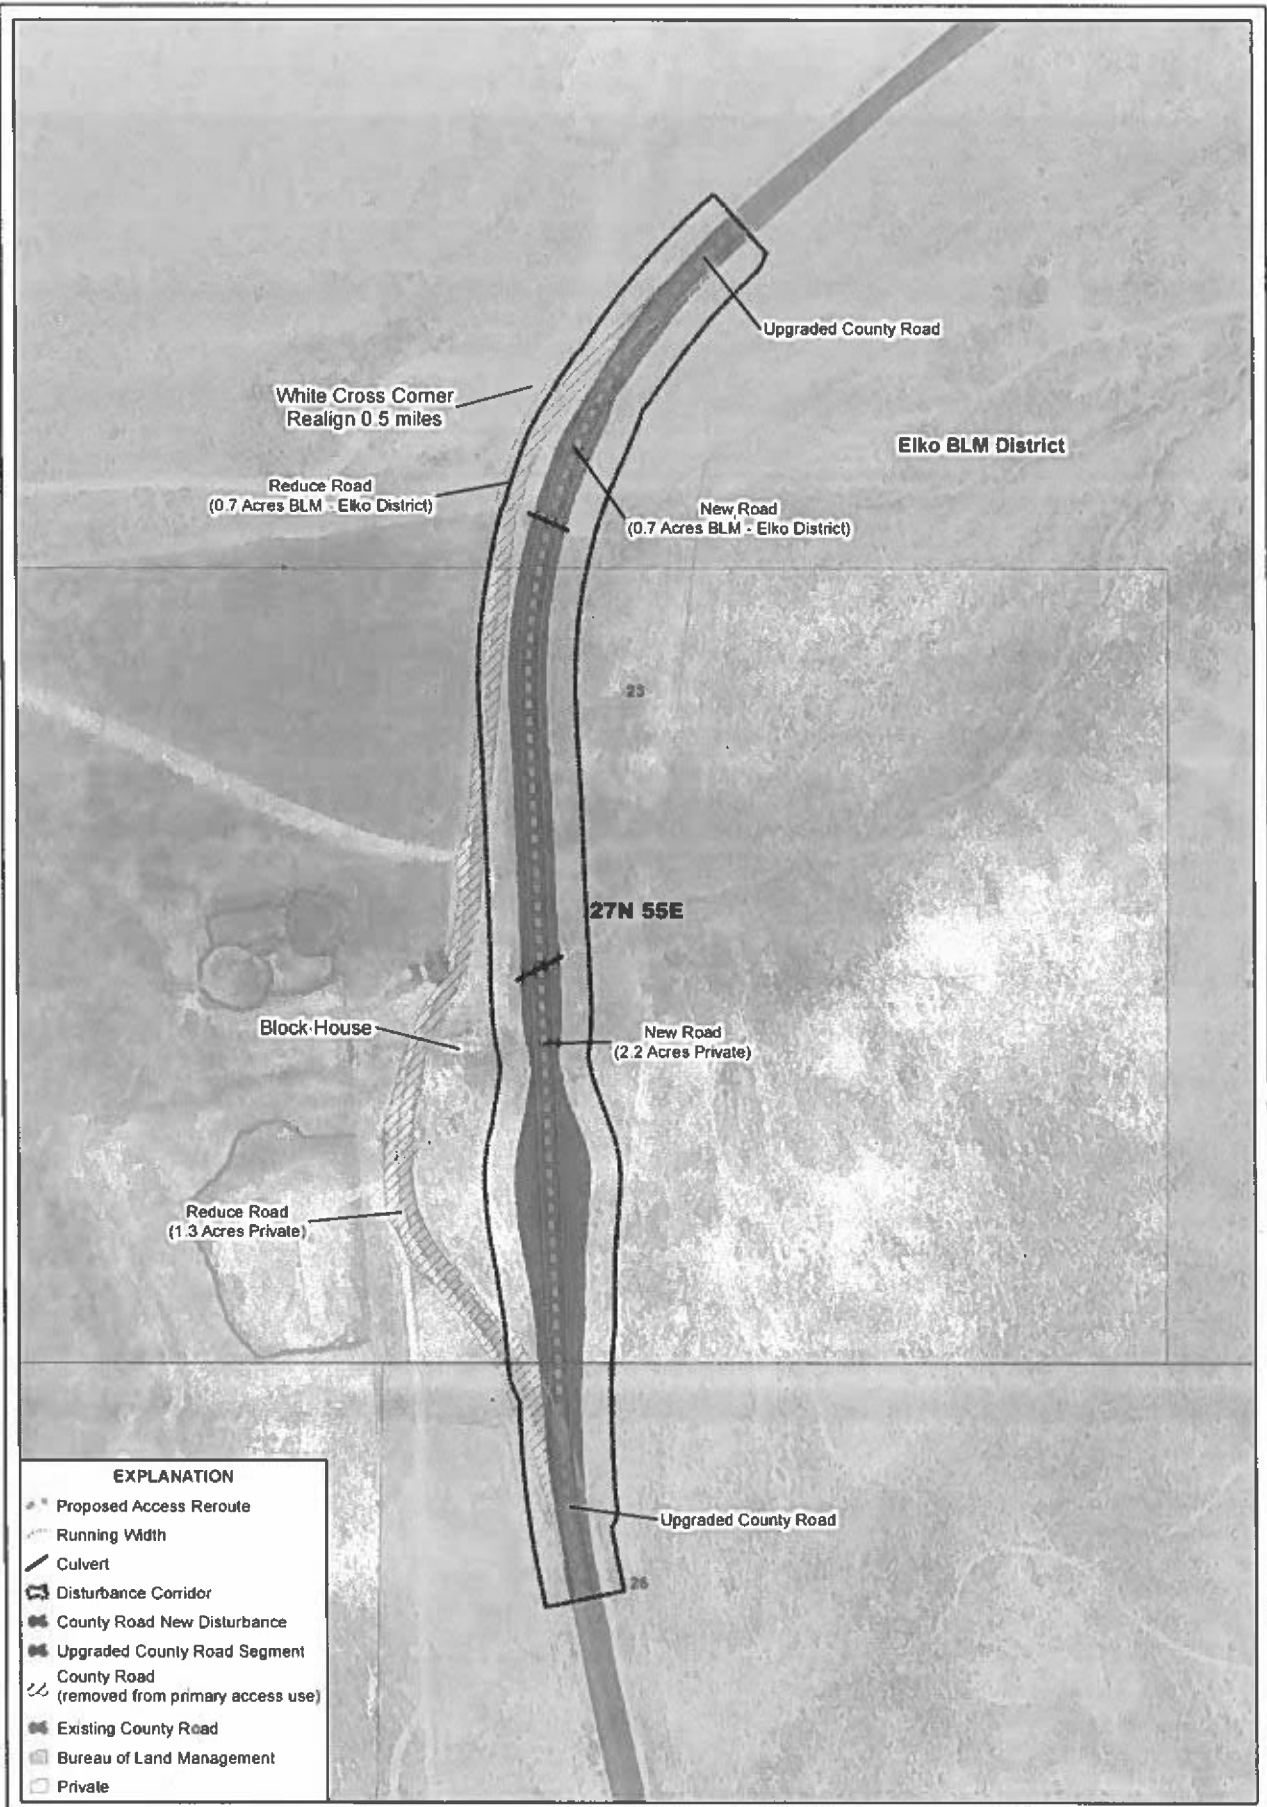 Upgraded County Road
White Cross Corner
Realign 0.5 miles
Elko BLM District
Reduce Road
(0.7 Acres BLM - Elko District)
New Road
(0.7 Acres BLM - Elko District)
23
27N 55E
Block House
New Road
(2.2 Acres Private)
Reduce Road
(1.3 Acres Private)
Upgraded County Road
26
EXPLANATION
Proposed Access Reroute
Running Width
Culvert
Disturbance Corridor
County Road New Disturbance
Upgraded County Road Segment
County Road
(removed from primary access use)
Existing County Road
Bureau of Land Management
Private